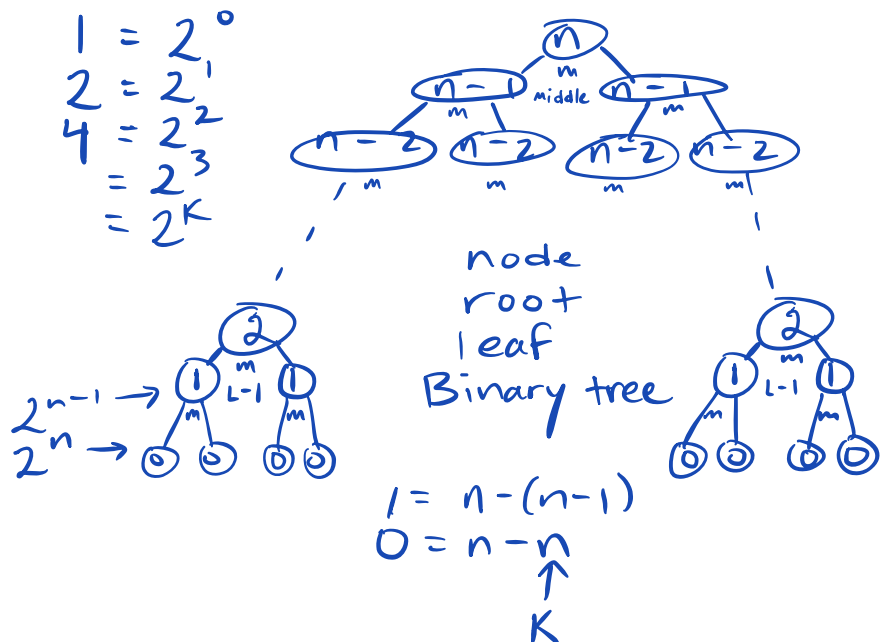 1 = 2^0
2 = 2^1
4 = 2^2
= 2^3
= 2^K
n
m
middle
n-1 n-1
m m
n-2 n-2 n-2 n-2
m m m m
node
root
leaf
Binary tree
2 2
m m
2^{n-1} → 1 L-1 1 1 L-1 1
m m m m
2^n → 0 0 0 0 0 0 0 0
1 = n-(n-1)
0 = n-n
↑
K